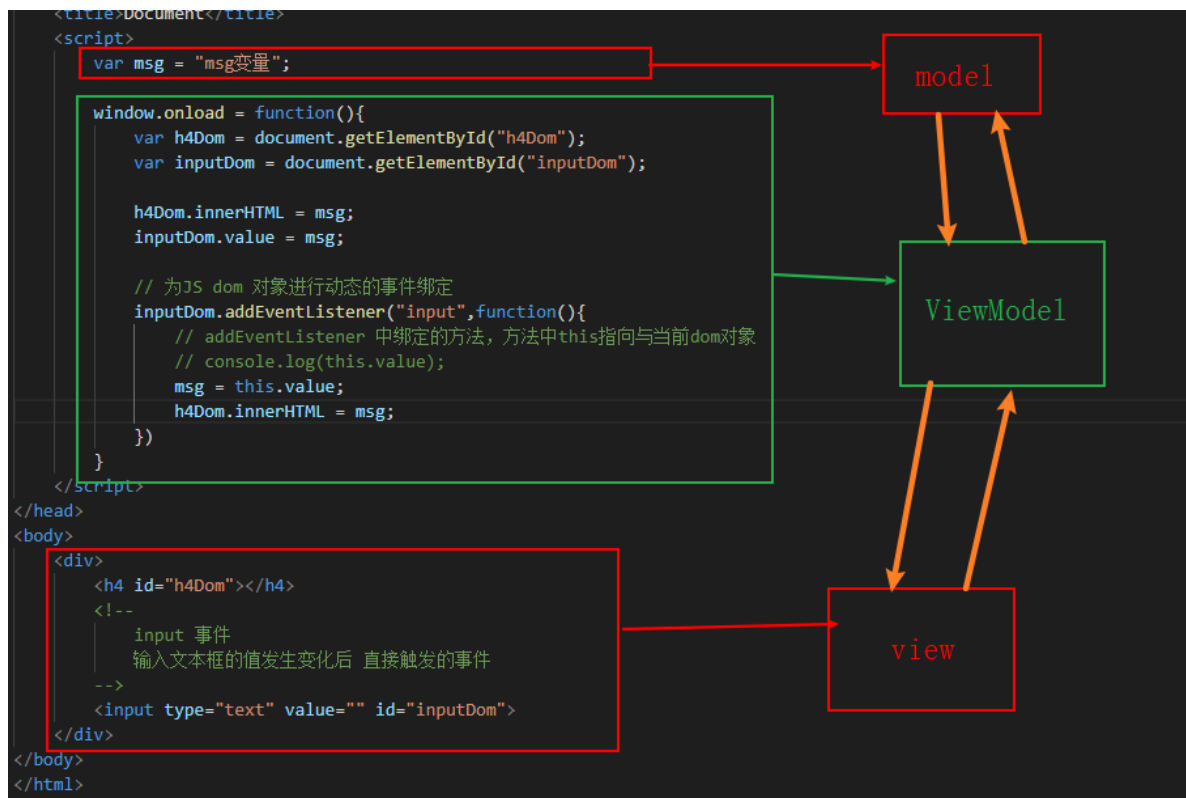 <title>Document</title>
<script>
var msg = "msg变量";
model
window.onload = function(){
var h4Dom = document.getElementById("h4Dom");
var inputDom = document.getElementById("inputDom");
h4Dom.innerHTML = msg;
inputDom.value = msg;
// 为JS dom 对象进行动态的事件绑定
inputDom.addEventListener("input",function(){
ViewModel
// addEventListener 中绑定的方法，方法中this指向与当前dom对象
// console.log(this.value);
msg = this.value;
h4Dom.innerHTML = msg;
})
}
</script>
</head>
<body>
<div>
<h4 id="h4Dom"></h4>
<!--
input 事件
输入文本框的值发生变化后 直接触发的事件
view
-->
<input type="text" value="" id="inputDom">
</div>
</body>
</html>